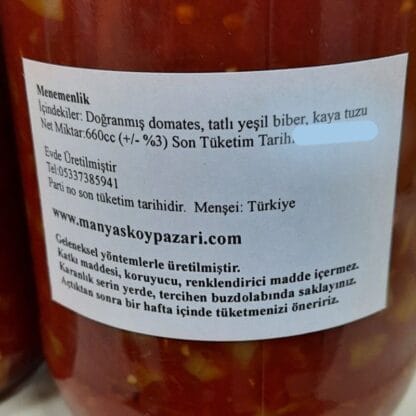 Menemenlik
İçindekiler: Doğranmış domates, tatlı yeşil biber, kaya tuzu
Net Miktar:660cc (+/- %3) Son Tüketim Tarih
Evde Üretilmiştir
Tel:05337385941
Parti no son tüketim tarihidir. Menşei: Türkiye
www.manyaskoypazari.com
Geleneksel yöntemlerle üretilmiştir.
Katkı maddesi, koruyucu, renklendirici madde içermez.
Karanlık serin yerde, tercihen buzdolabında saklayınız.
Açtıktan sonra bir hafta içinde tüketmenizi öneririz.